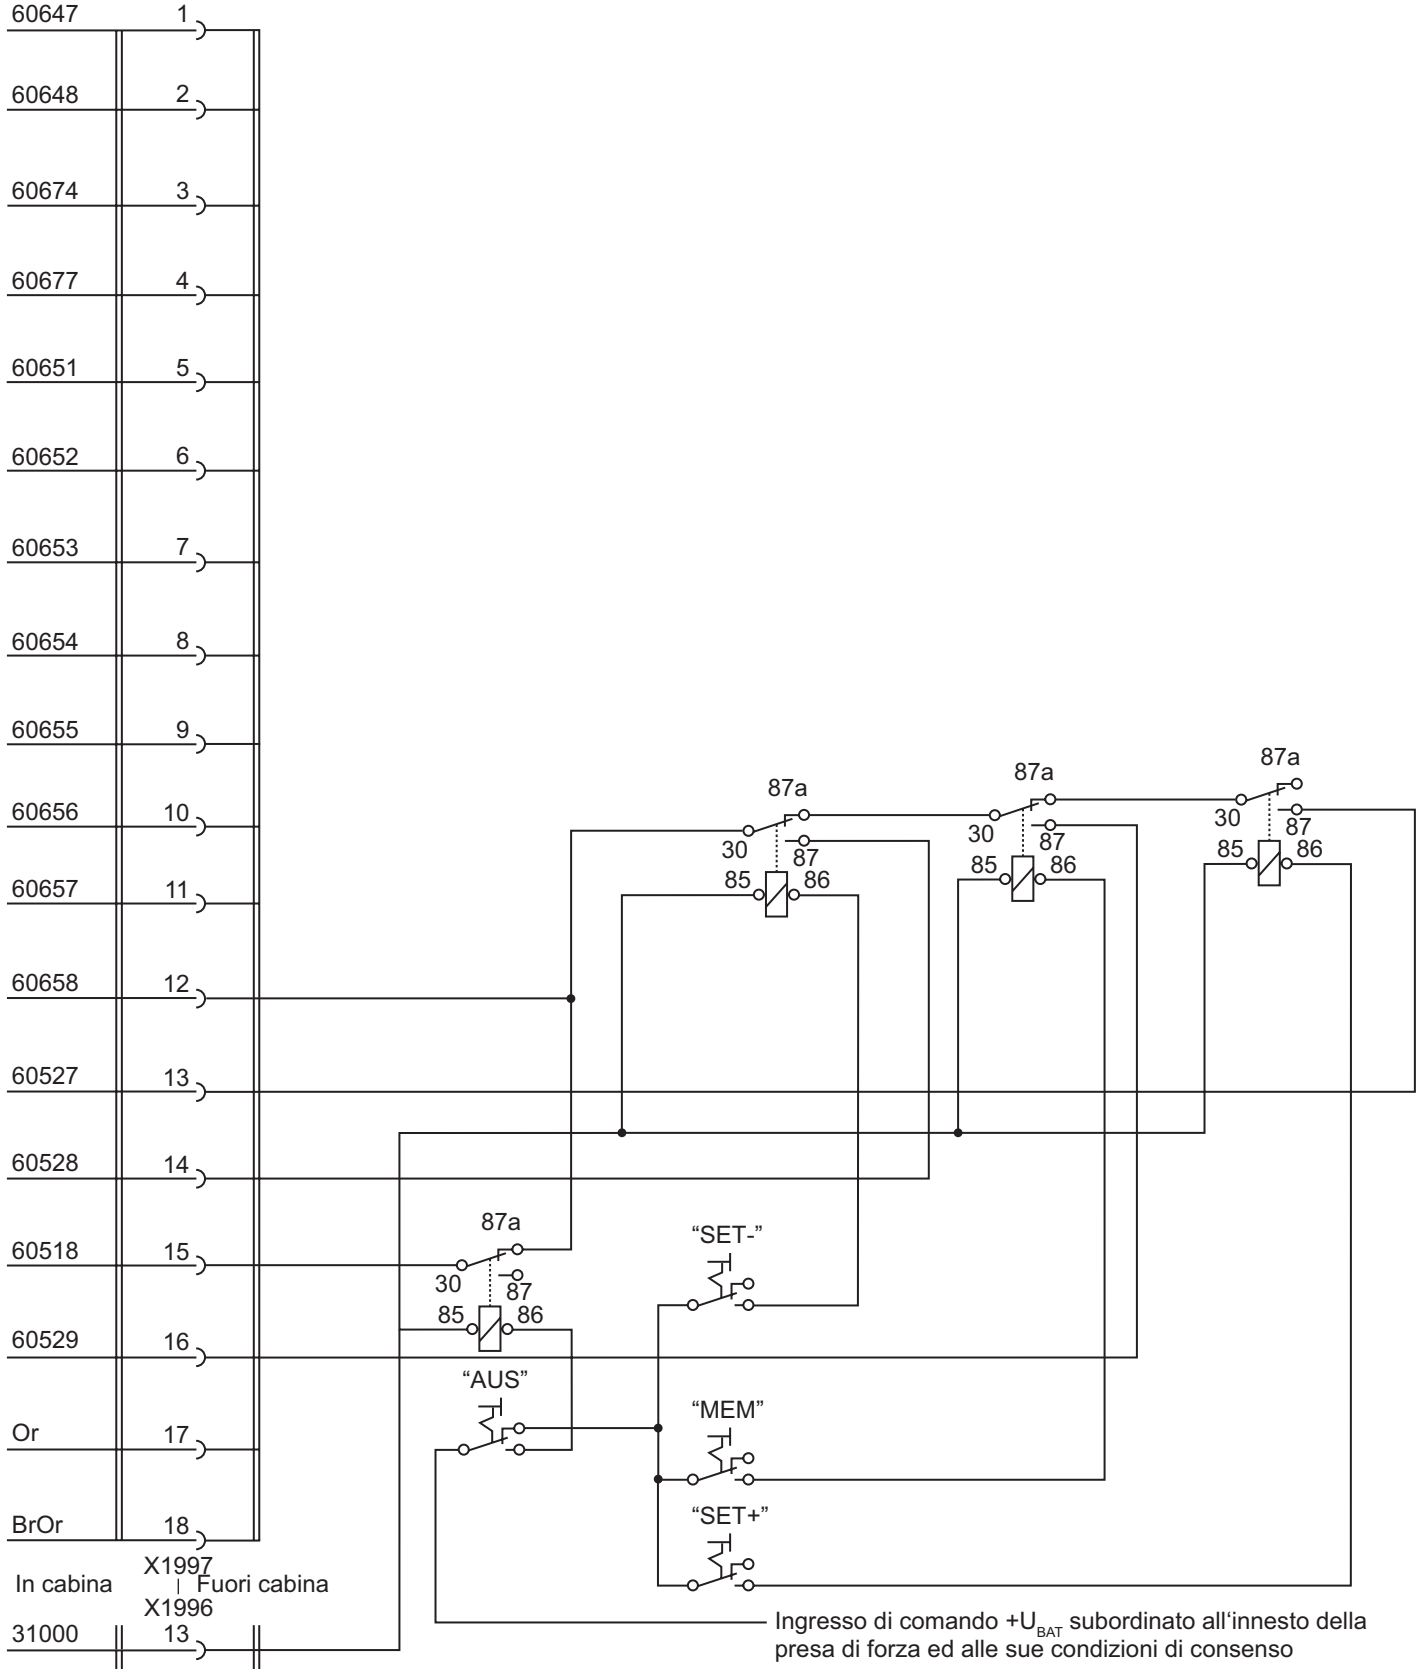 60647 1
60648 2
60674 3
60677 4
60651 5
60652 6
60653 7
60654 8
60655 9
87a
87a
87a
60656 10
30 87
30 87
30 87
85 86
85 86
85 86
60657 11
60658 12
60527 13
60528 14
87a
“SET-”
60518 15
30 87
85 86
60529 16
“AUS”
“MEM”
Or 17
“SET+”
BrOr 18
X1997
In cabina | Fuori cabina
X1996
31000 13
Ingresso di comando +UBAT subordinato all‘innesto della
presa di forza ed alle sue condizioni di consenso